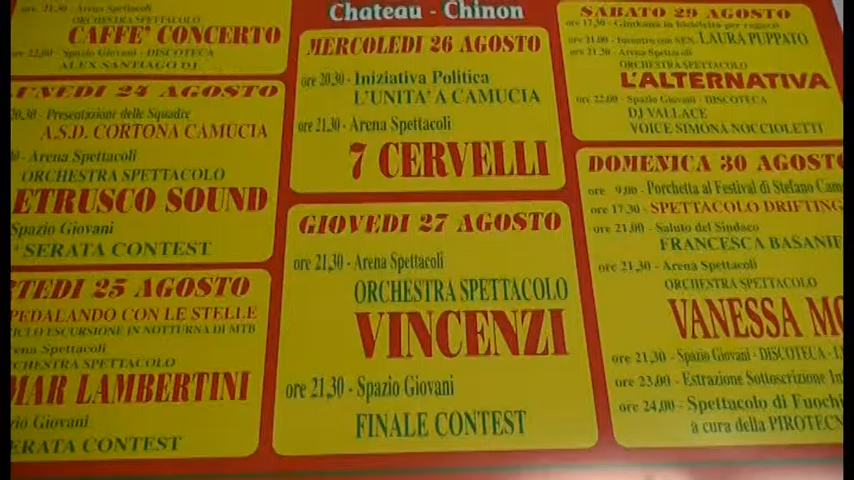 ore 21.30 - Arena Spettacoli
ORCHESTRA SPETTACOLO
CAFFE' CONCERTO
ore 22.00 - Spazio Giovani - DISCOTECA
ALEX SANTIAGO DJ
LUNEDI 24 AGOSTO
20.30 - Presentazione delle Squadre
A.S.D. CORTONA CAMUCIA
30 - Arena Spettacoli
ORCHESTRA SPETTACOLO
ETRUSCO SOUND
Spazio Giovani
SERATA CONTEST
TEDI 25 AGOSTO
PEDALANDO CON LE STELLE
CICLO ESCURSIONE IN NOTTURNA DI MTB
Arena Spettacoli
ORCHESTRA SPETTACOLO
MAR LAMBERTINI
Spazio Giovani
SERATA CONTEST
Chateau - Chinon
MERCOLEDI 26 AGOSTO
ore 20,30 - Iniziativa Politica
L'UNITA' A CAMUCIA
ore 21,30 - Arena Spettacoli
7 CERVELLI
GIOVEDI 27 AGOSTO
ore 21,30 - Arena Spettacoli
ORCHESTRA SPETTACOLO
VINCENZI
ore 21,30 - Spazio Giovani
FINALE CONTEST
SABATO 29 AGOSTO
ore 17.30 - Gimkana in bicicletta per ragazzi
ore 21.00 - Incontro con SEN. LAURA PUPPATO
ore 21.30 - Arena Spettacoli
ORCHESTRA SPETTACOLO
L'ALTERNATIVA
ore 22.00 - Spazio Giovani - DISCOTECA
DJ VALLACE
VOICE SIMONA NOCCIOLETTI
DOMENICA 30 AGOSTO
ore 9,00 - Porchetta al Festival di Stefano Cam
ore 17.30 - SPETTACOLO DRIFTING
ore 21,00 - Saluto del Sindaco
FRANCESCA BASANIE
ore 21,30 - Arena Spettacoli
ORCHESTRA SPETTACOLO
VANESSA MO
ore 21,30 - Spazio Giovani - DISCOTECA -
ore 23,00 - Estrazione Sottoscrizione In
ore 24,00 - Spettacolo di Fuochi
a cura della PIROTECN